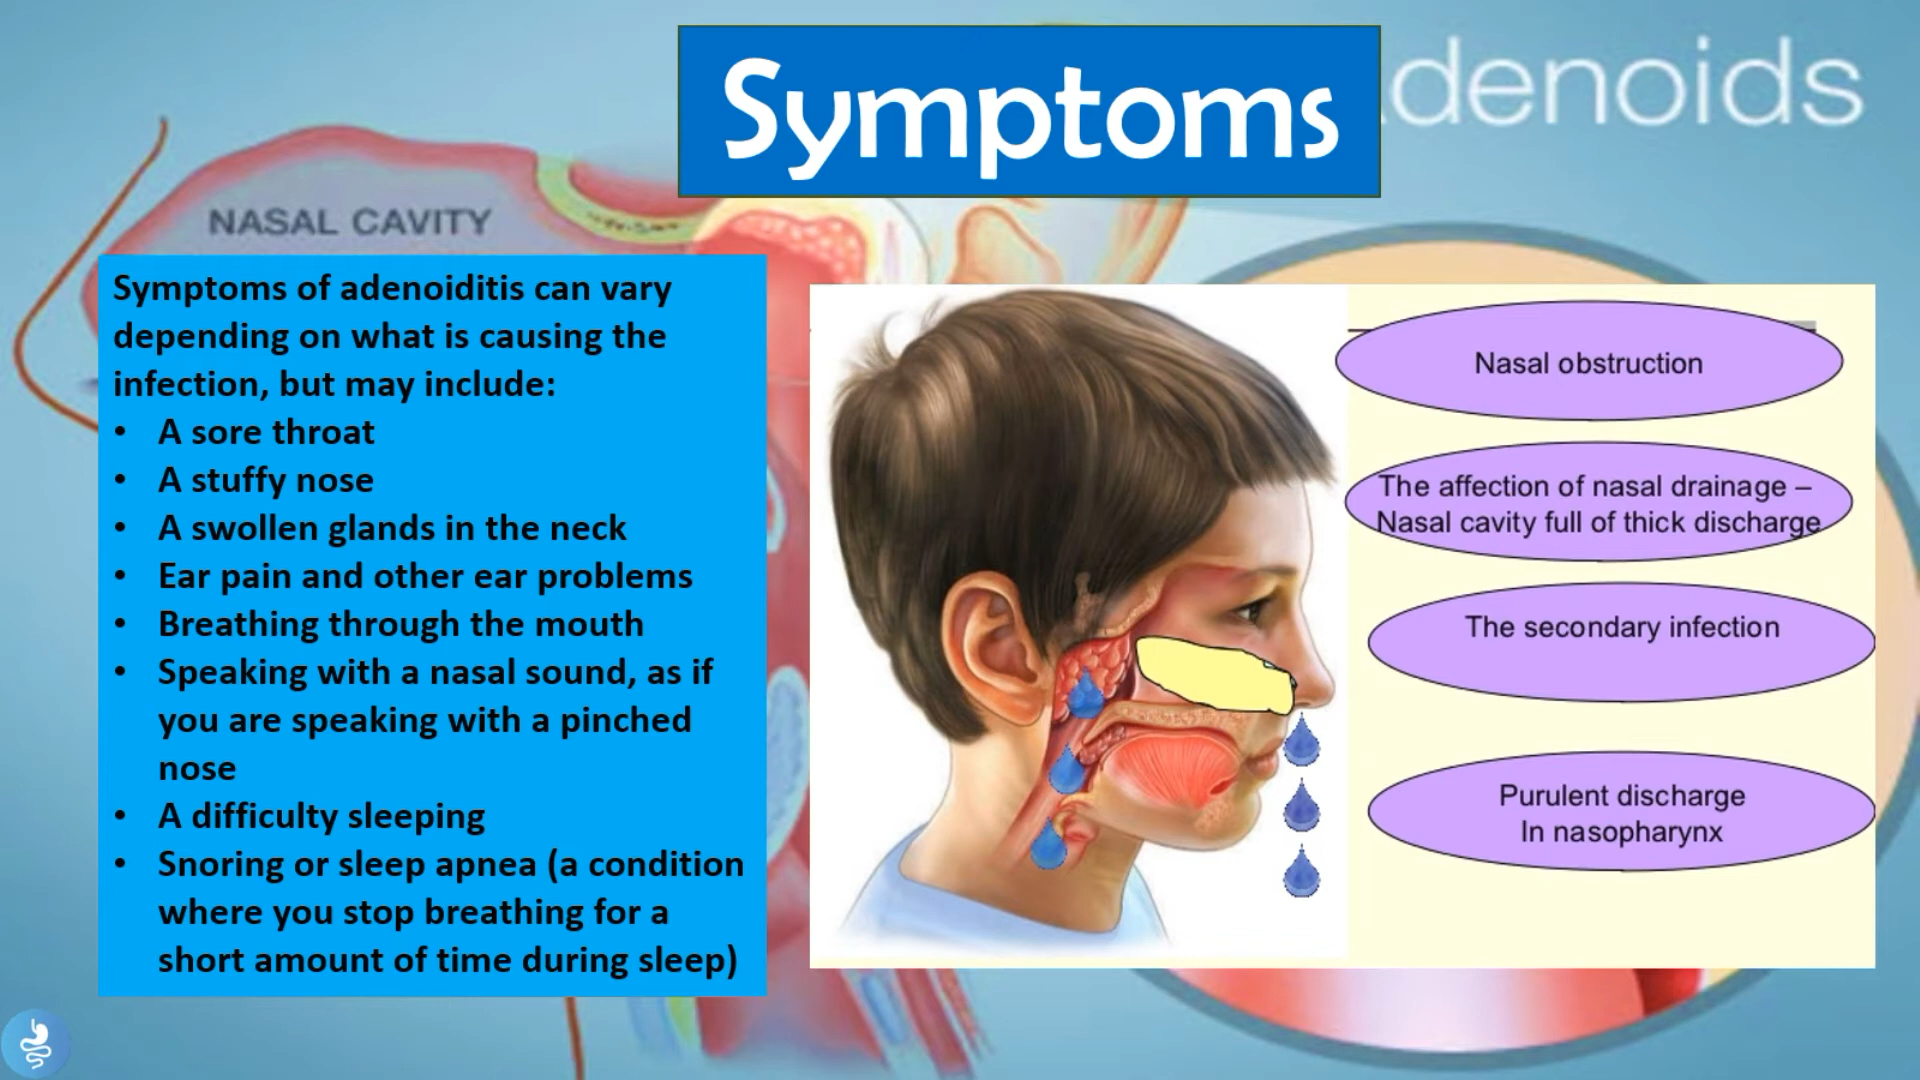 Symptoms
denoids
NASAL CAVITY
Symptoms of adenoiditis can vary
depending on what is causing the
infection, but may include:
• A sore throat
• A stuffy nose
• A swollen glands in the neck
• Ear pain and other ear problems
• Breathing through the mouth
• Speaking with a nasal sound, as if
you are speaking with a pinched
nose
• A difficulty sleeping
• Snoring or sleep apnea (a condition
where you stop breathing for a
short amount of time during sleep)
Nasal obstruction
The affection of nasal drainage –
Nasal cavity full of thick discharge
The secondary infection
Purulent discharge
In nasopharynx